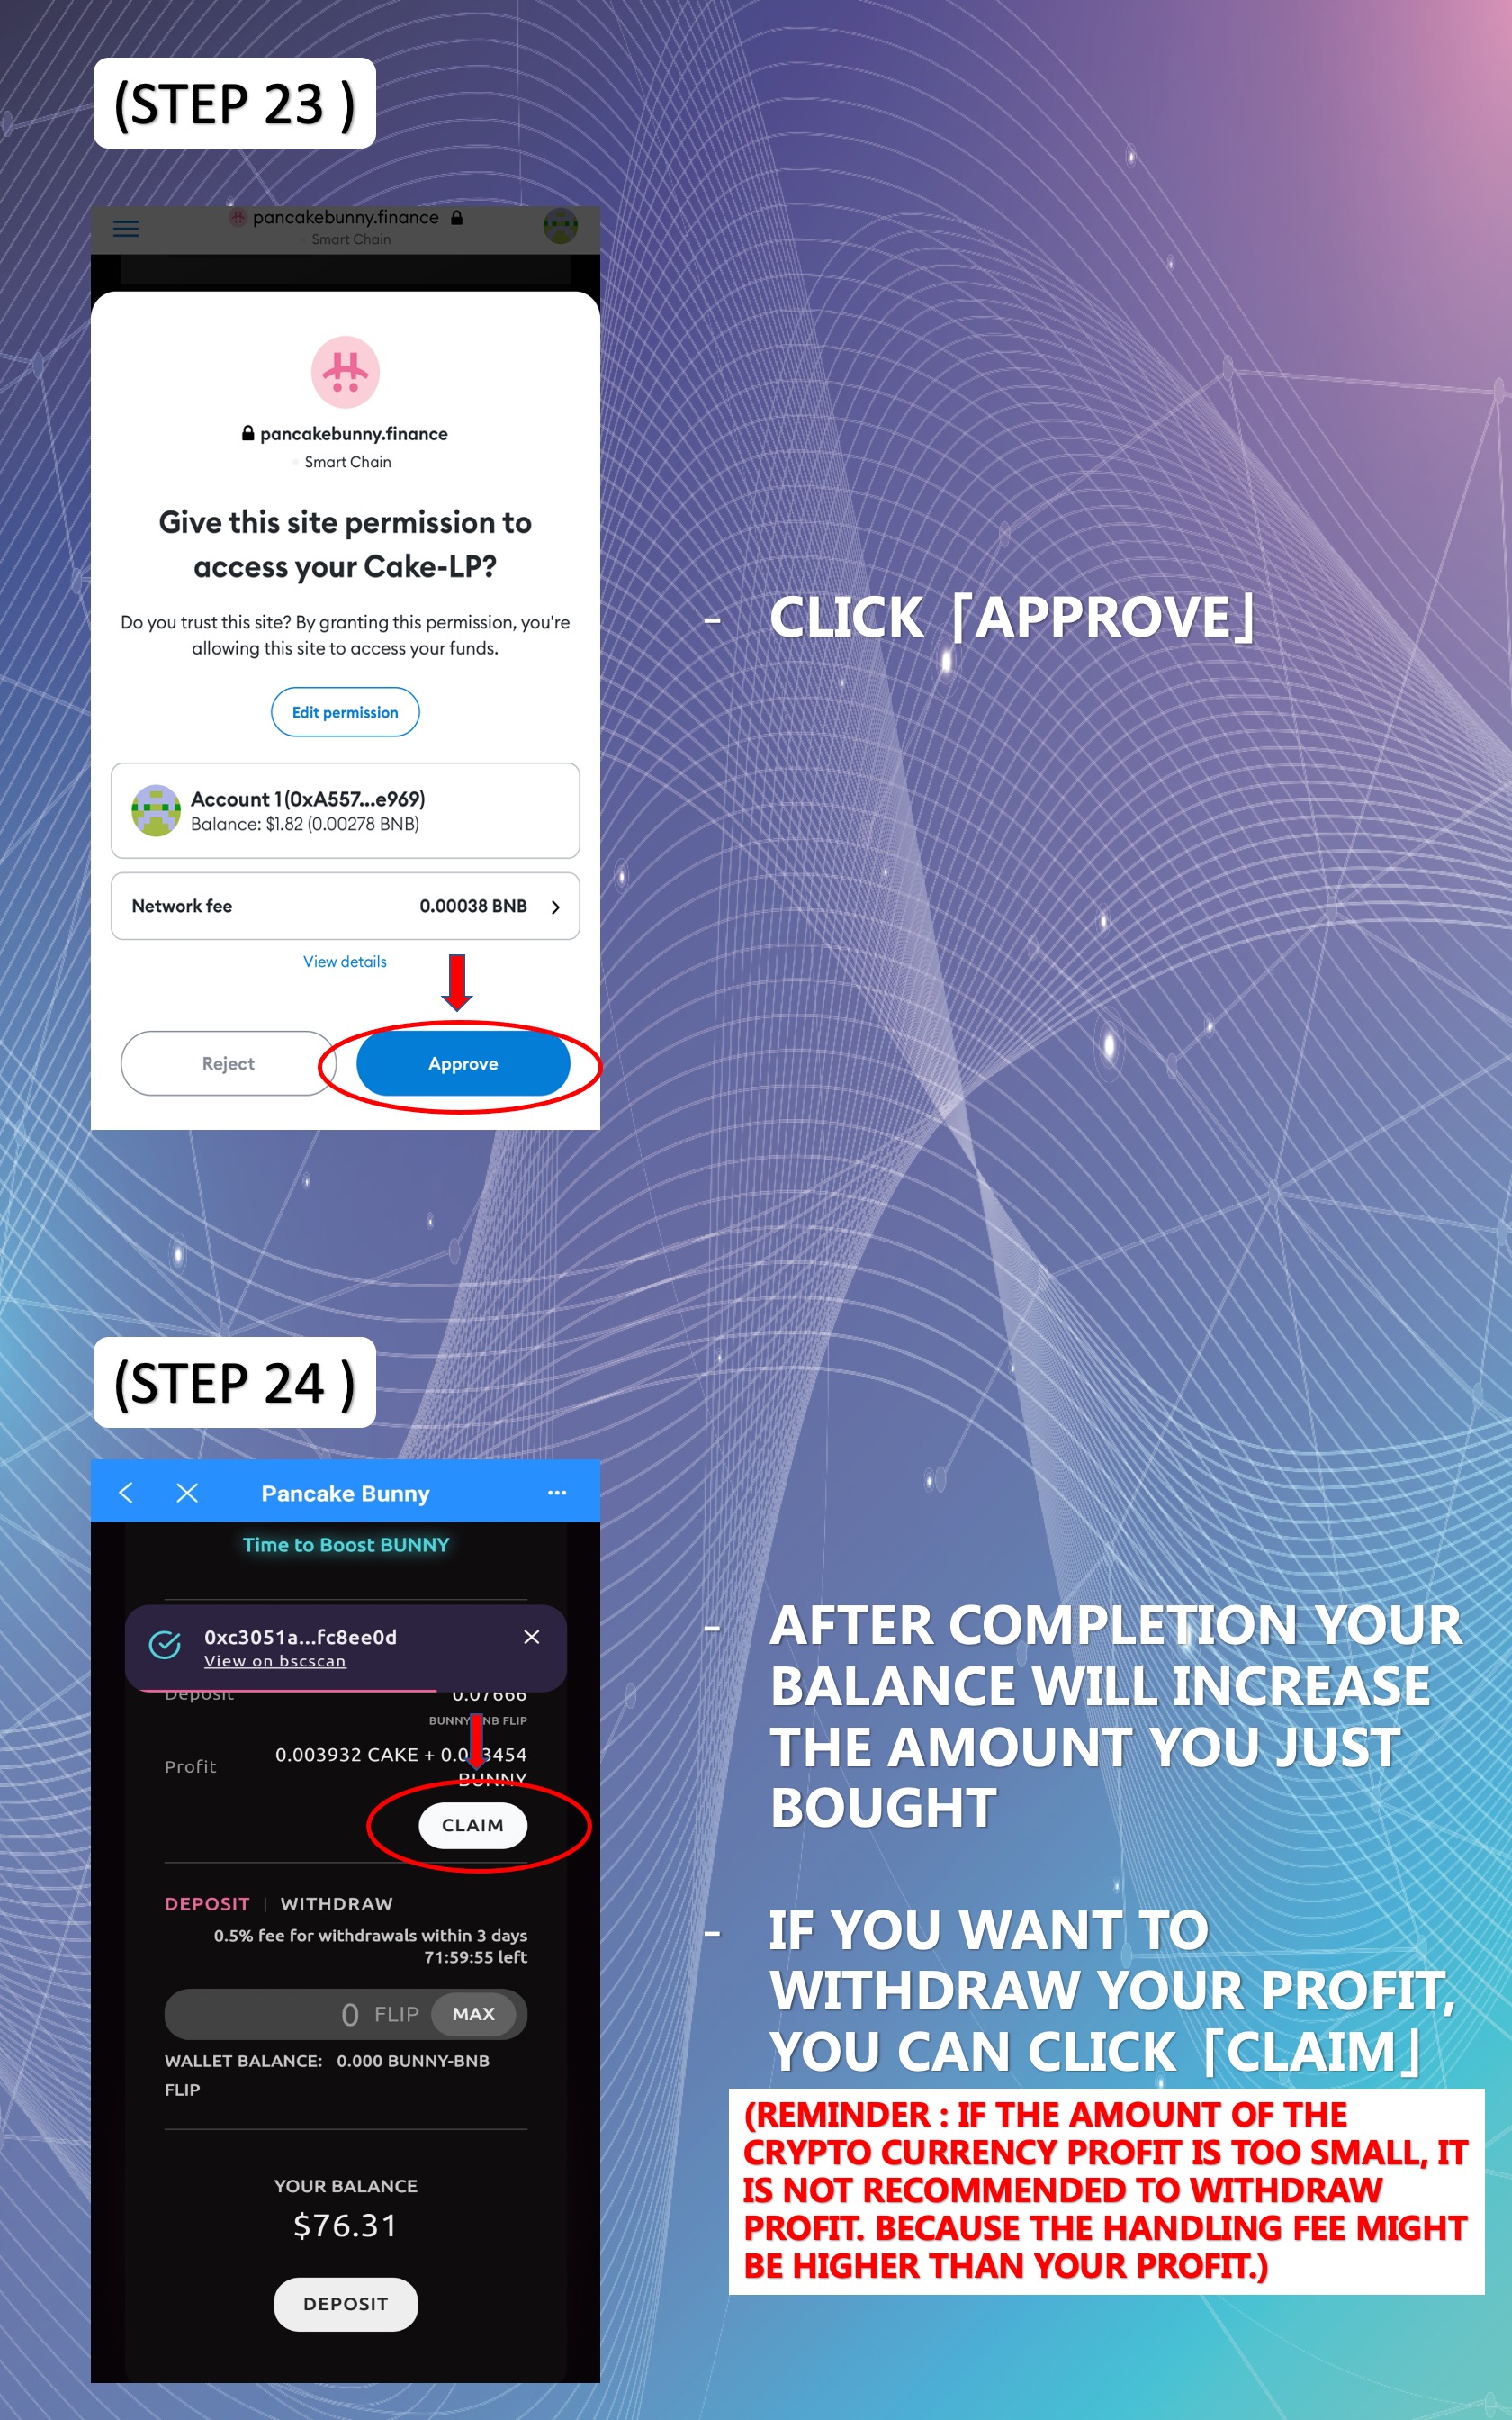 (STEP 23 )
pancakebunny.finance
Smart Chain
pancakebunny.finance
Smart Chain
Give this site permission to
access your Cake-LP?
Do you trust this site? By granting this permission, you're
allowing this site to access your funds.
Edit permission
Account 1 (0xA557...e969)
Balance: $1.82 (0.00278 BNB)
Network fee 0.00038 BNB
View details
Reject Approve
- CLICK「APPROVE」
(STEP 24 )
Pancake Bunny
Time to Boost BUNNY
0xc3051a...fc8ee0d
View on bscscan
Deposit 0.07666
FLIP
Profit 0.003932 CAKE +
BUNNY
CLAIM
DEPOSIT | WITHDRAW
0.5% fee for withdrawals within 3 days
71:59:55 left
0 FLIP MAX
WALLET BALANCE: 0.000 BUNNY-BNB
FLIP
YOUR BALANCE
$76.31
DEPOSIT
- AFTER COMPLETION YOUR
BALANCE WILL INCREASE
THE AMOUNT YOU JUST
BOUGHT
- IF YOU WANT TO
WITHDRAW YOUR PROFIT,
YOU CAN CLICK「CLAIM」
(REMINDER : IF THE AMOUNT OF THE
CRYPTO CURRENCY PROFIT IS TOO SMALL, IT
IS NOT RECOMMENDED TO WITHDRAW
PROFIT. BECAUSE THE HANDLING FEE MIGHT
BE HIGHER THAN YOUR PROFIT.)